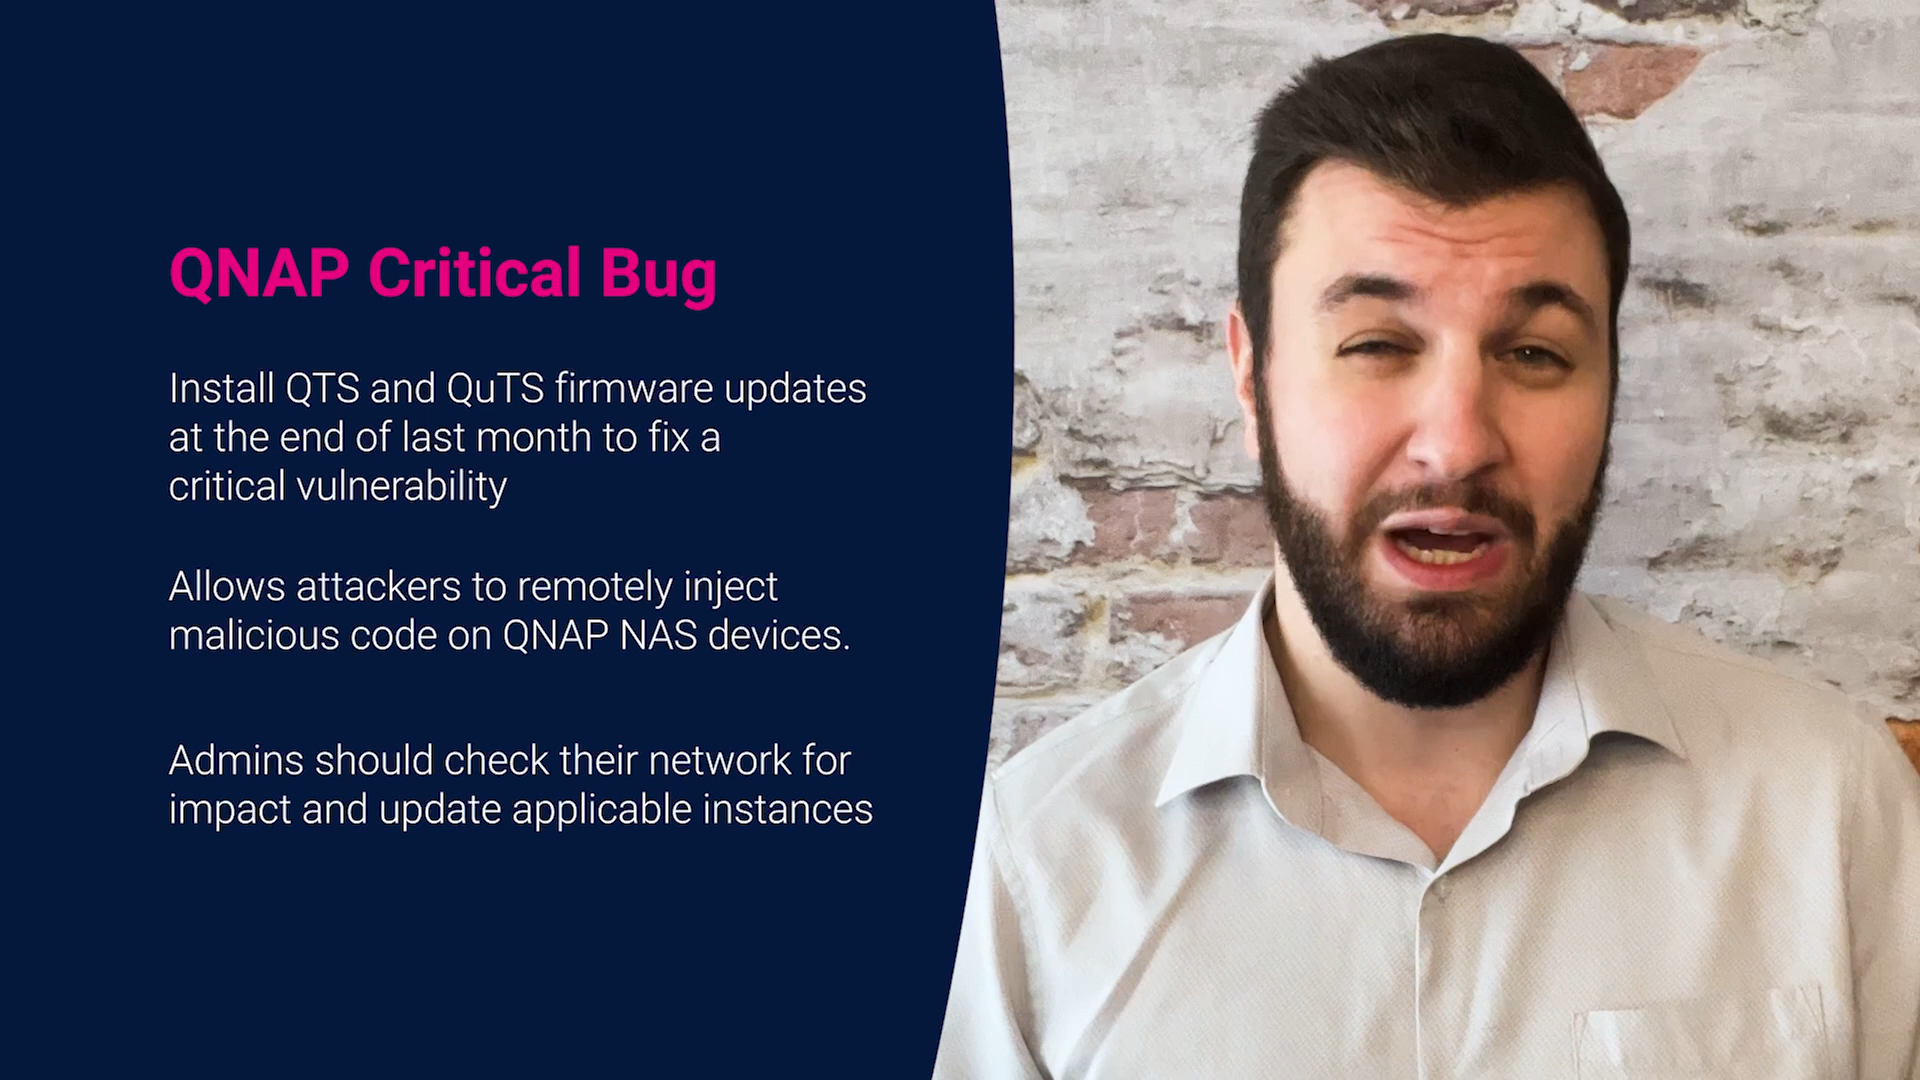 QNAP Critical Bug
Install QTS and QuTS firmware updates
at the end of last month to fix a
critical vulnerability
Allows attackers to remotely inject
malicious code on QNAP NAS devices.
Admins should check their network for
impact and update applicable instances